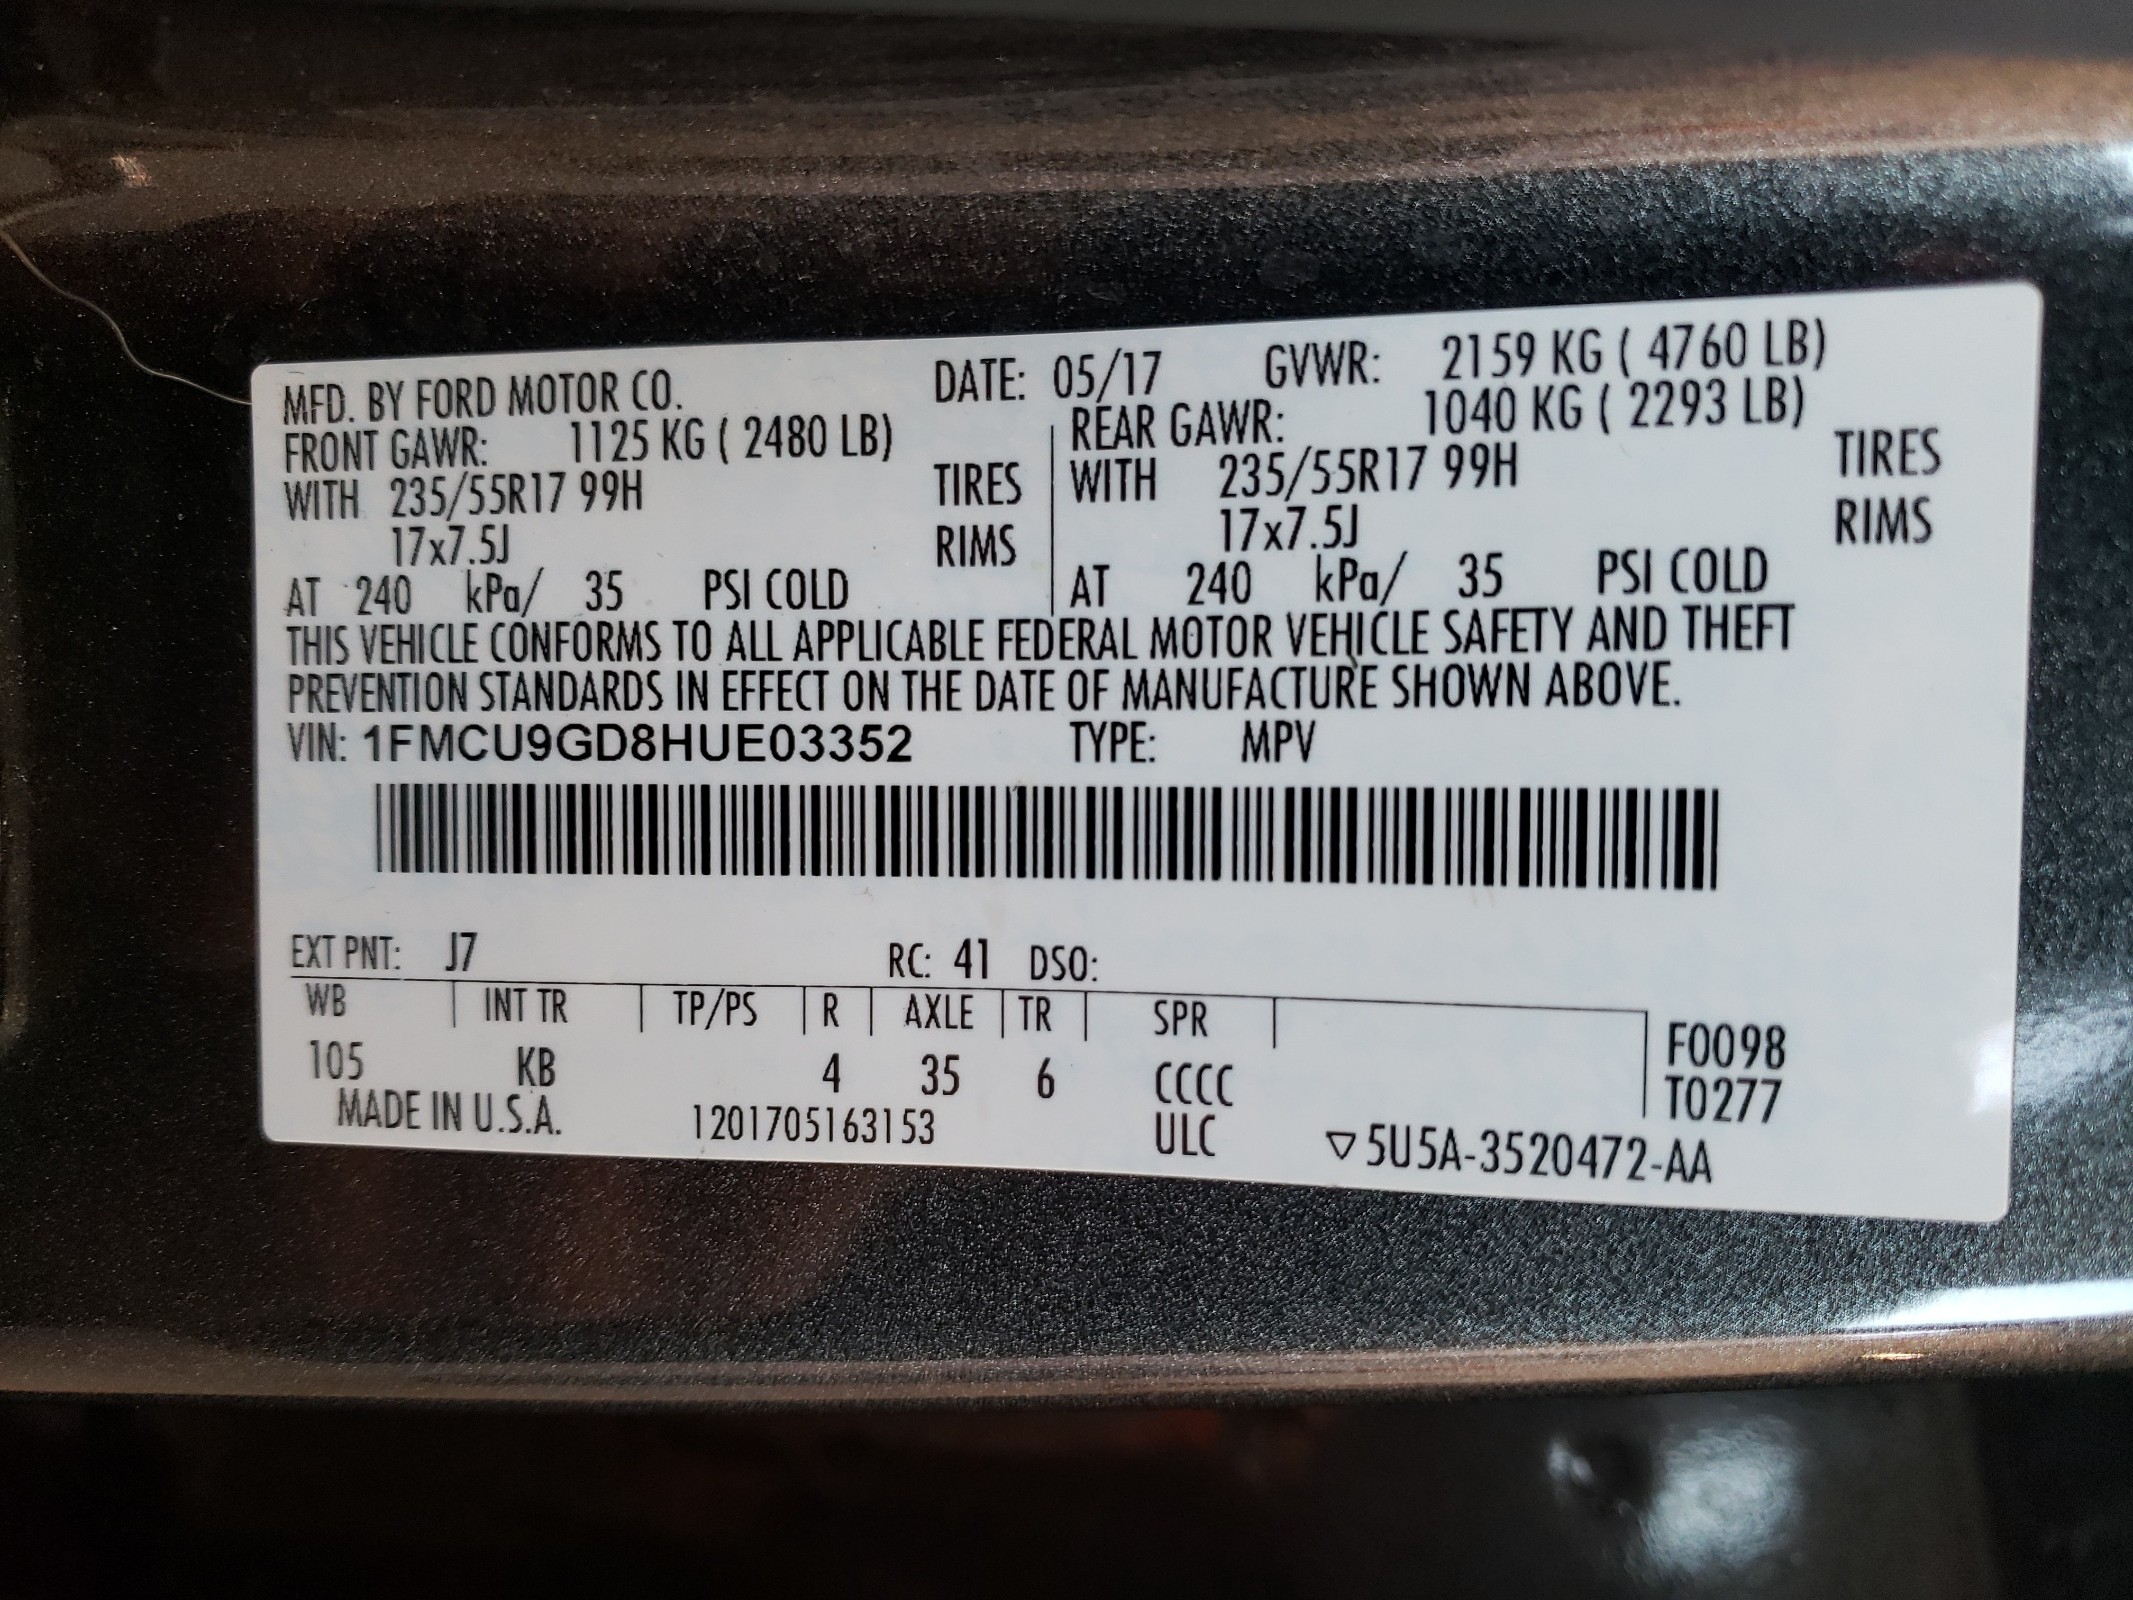 MFD. BY FORD MOTOR CO. DATE: 05/17 GVWR: 2159 KG ( 4760 LB)
FRONT GAWR: 1125 KG ( 2480 LB) REAR GAWR: 1040 KG ( 2293 LB)
WITH 235/55R17 99H TIRES WITH 235/55R17 99H TIRES
17x7.5J RIMS 17x7.5J RIMS
AT 240 kPa/ 35 PSI COLD AT 240 kPa/ 35 PSI COLD
THIS VEHICLE CONFORMS TO ALL APPLICABLE FEDERAL MOTOR VEHICLE SAFETY AND THEFT
PREVENTION STANDARDS IN EFFECT ON THE DATE OF MANUFACTURE SHOWN ABOVE.
VIN: 1FMCU9GD8HUE03352 TYPE: MPV
EXT PNT: J7 RC: 41 DSO:
WB INT TR TP/PS R AXLE TR SPR F0098
105 KB 4 35 6 CCCC T0277
MADE IN U.S.A. 1201705163153 ULC ▽5U5A-3520472-AA